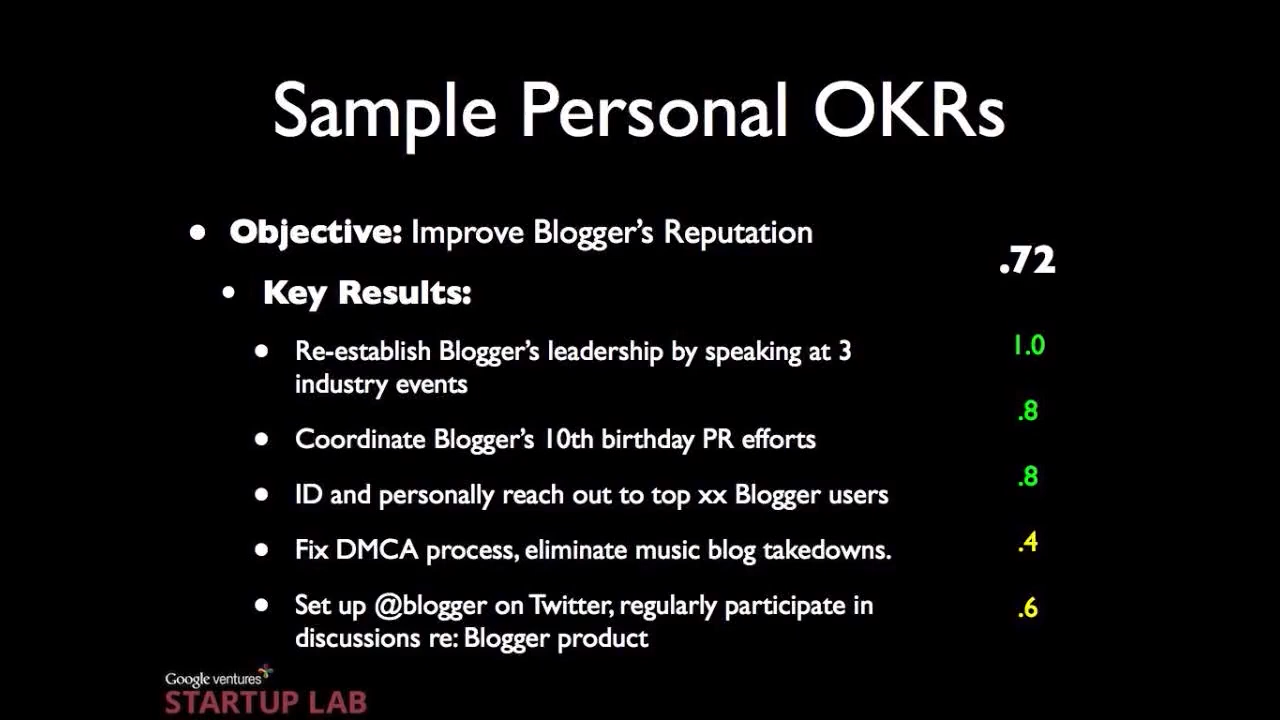 Sample Personal OKRs
• Objective: Improve Blogger's Reputation
.72
• Key Results:
• Re-establish Blogger's leadership by speaking at 3
industry events
1.0
• Coordinate Blogger's 10th birthday PR efforts
.8
• ID and personally reach out to top xx Blogger users
.8
• Fix DMCA process, eliminate music blog takedowns.
.4
• Set up @blogger on Twitter, regularly participate in
discussions re: Blogger product
.6
Google ventures
STARTUP LAB